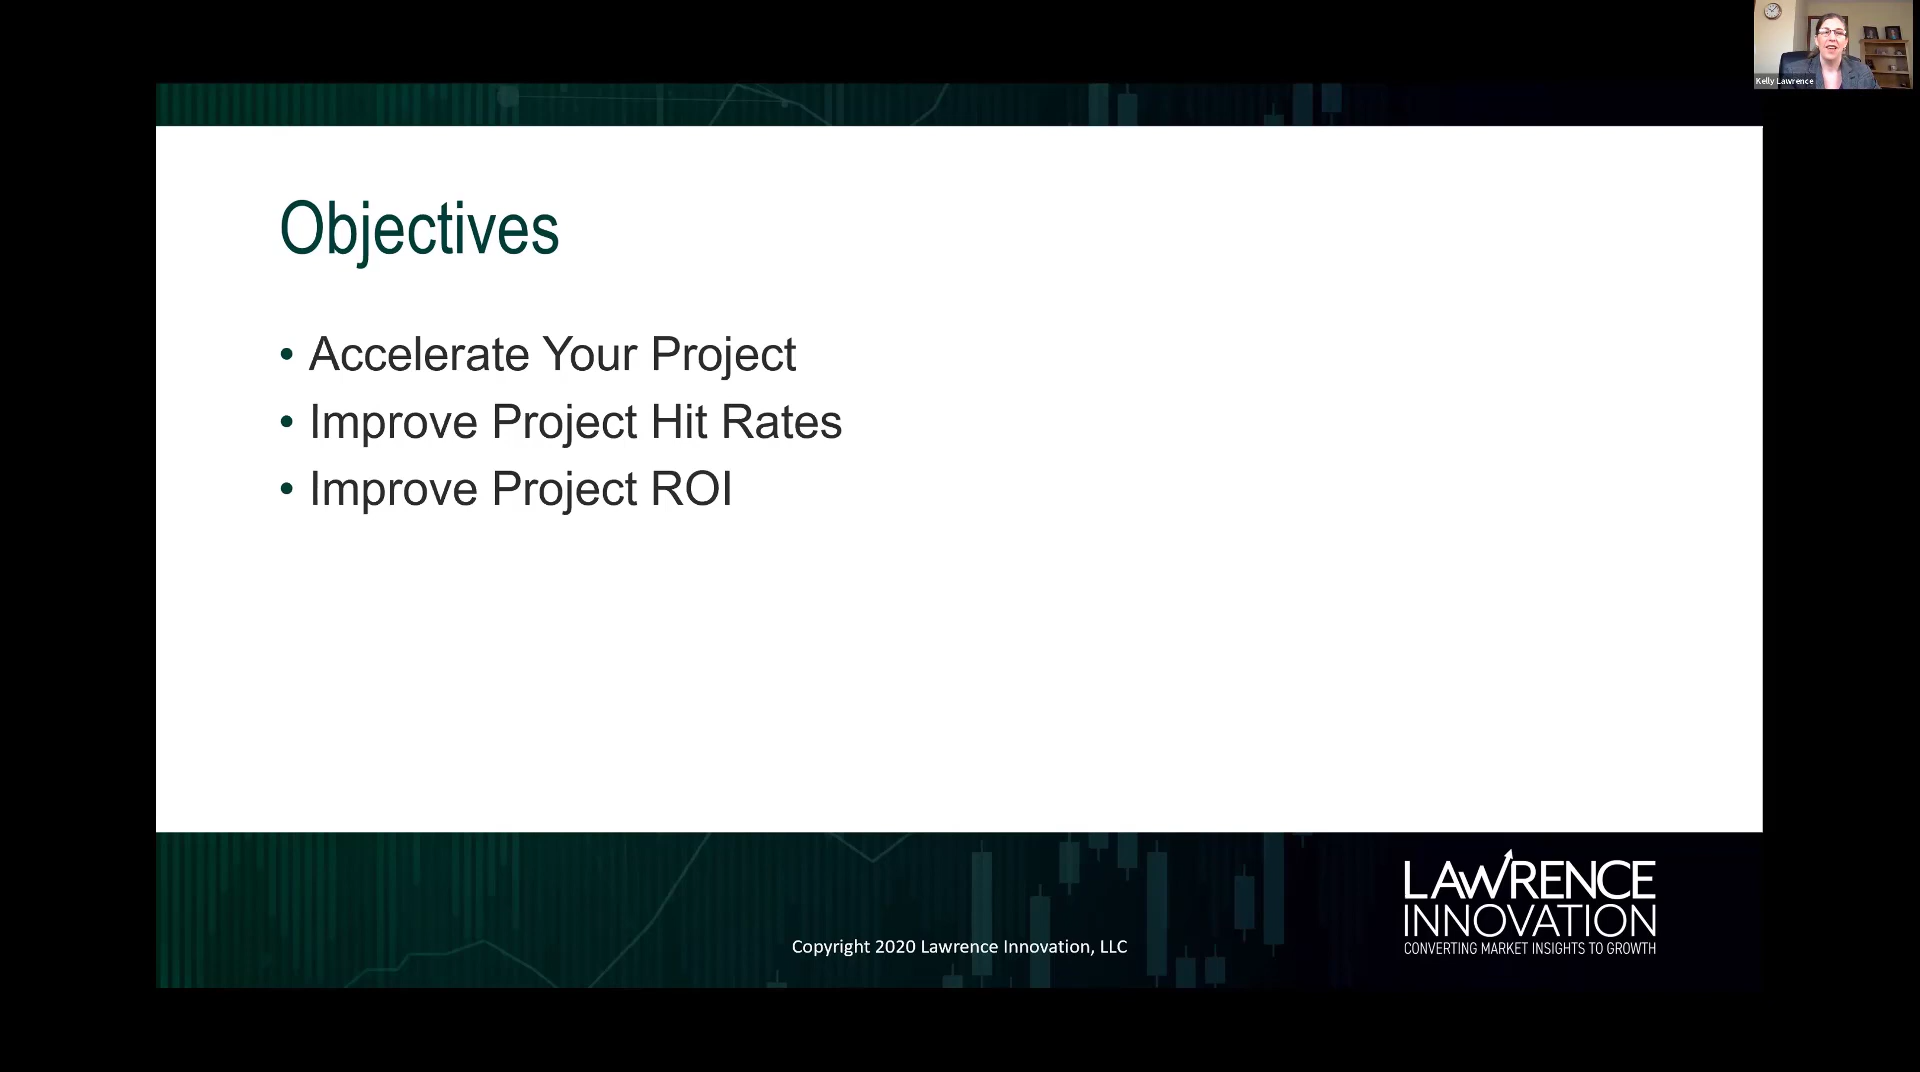 Kelly Lawrence
Objectives
• Accelerate Your Project
• Improve Project Hit Rates
• Improve Project ROI
Copyright 2020 Lawrence Innovation, LLC
LAWRENCE
INNOVATION
CONVERTING MARKET INSIGHTS TO GROWTH